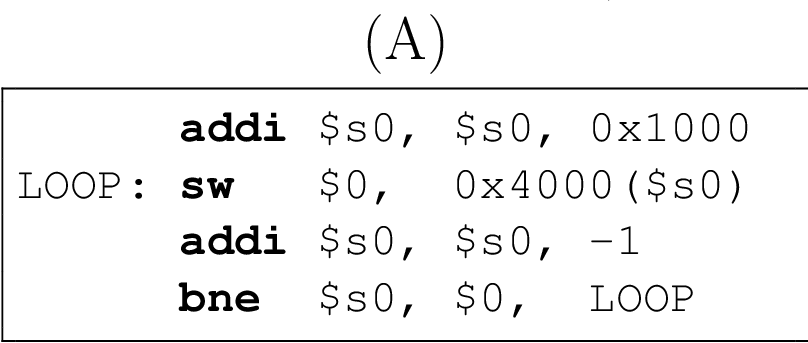 (A)
addi $s0, $s0, 0x1000
LOOP: sw $0, 0x4000($s0)
addi $s0, $s0, -1
bne $s0, $0, LOOP